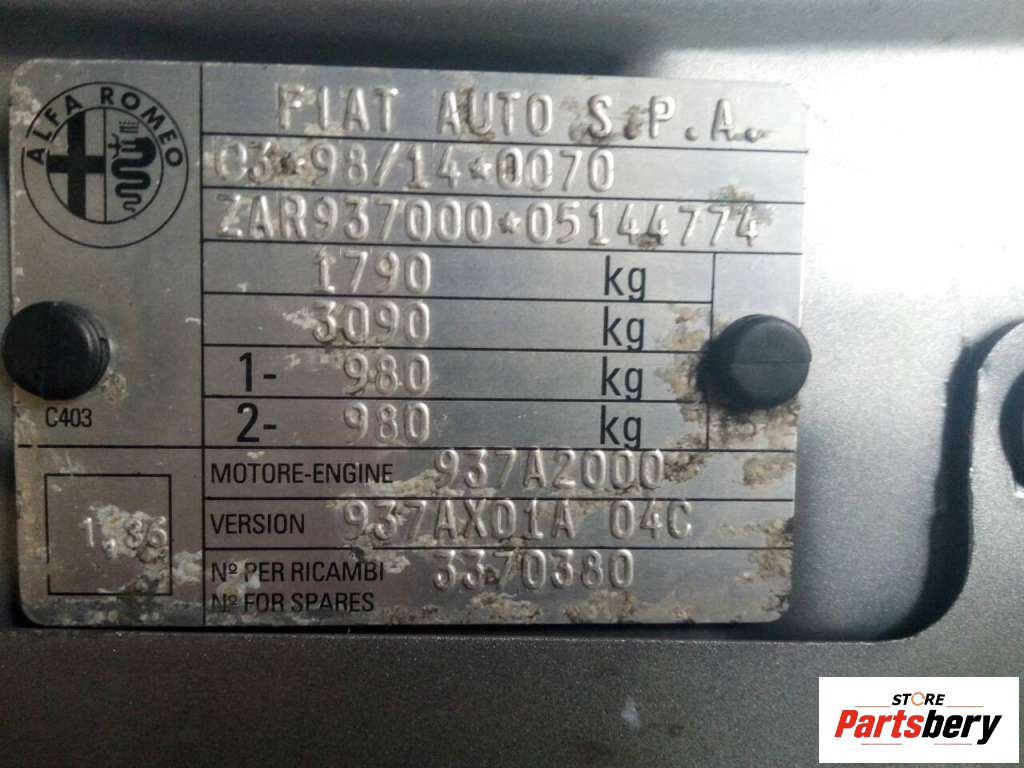 ALFA ROMEO
FIAT AUTO S.P.A.
98/14*0070
ZAR937000*05144774
1790 kg
3090 kg
1- 980 kg
2- 980 kg
C403
MOTORE-ENGINE 937A2000
VERSION 937AXD1A 04C
Nº PER RICAMBI 3370380
Nº FOR SPARES
STORE
Partsbery